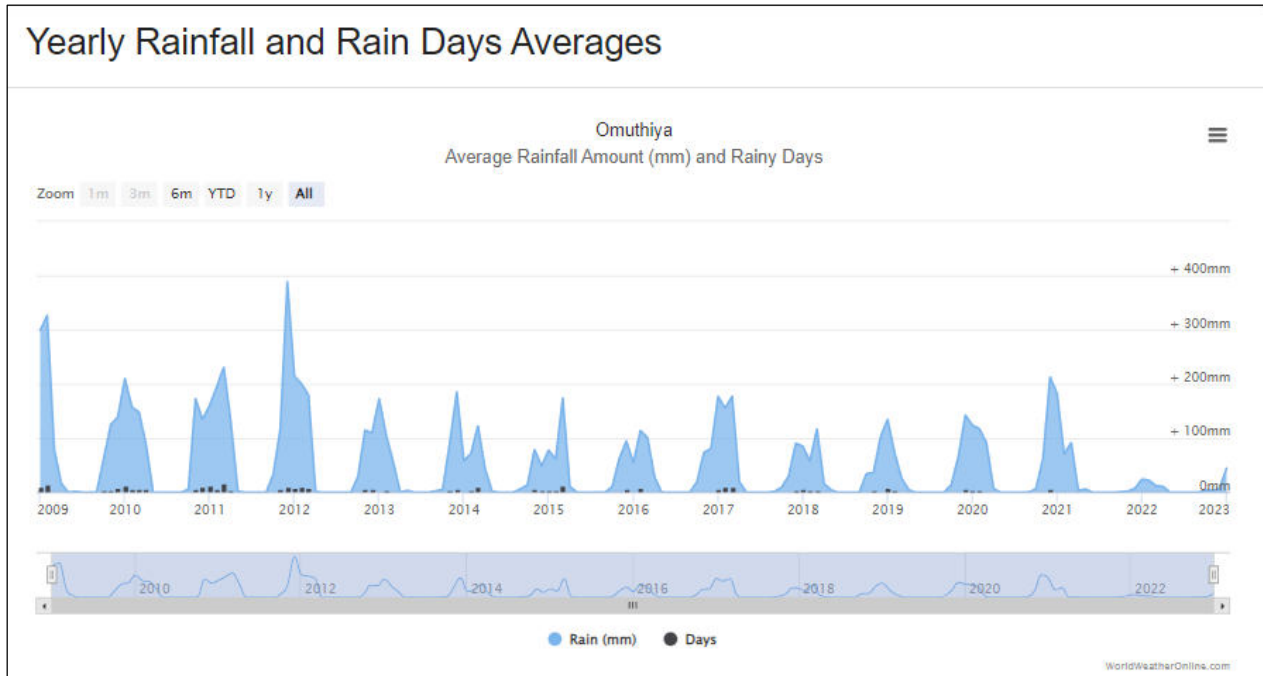 Yearly Rainfall and Rain Days Averages
Omuthiya
Average Rainfall Amount (mm) and Rainy Days
Zoom 1m 3m 6m YTD 1y All
+ 400mm
+ 300mm
+ 200mm
+ 100mm
0mm
2009 2010 2011 2012 2013 2014 2015 2016 2017 2018 2019 2020 2021 2022 2023
2010 2012 2014 2016 2018 2020 2022
Rain (mm) Days
WorldWeatherOnline.com